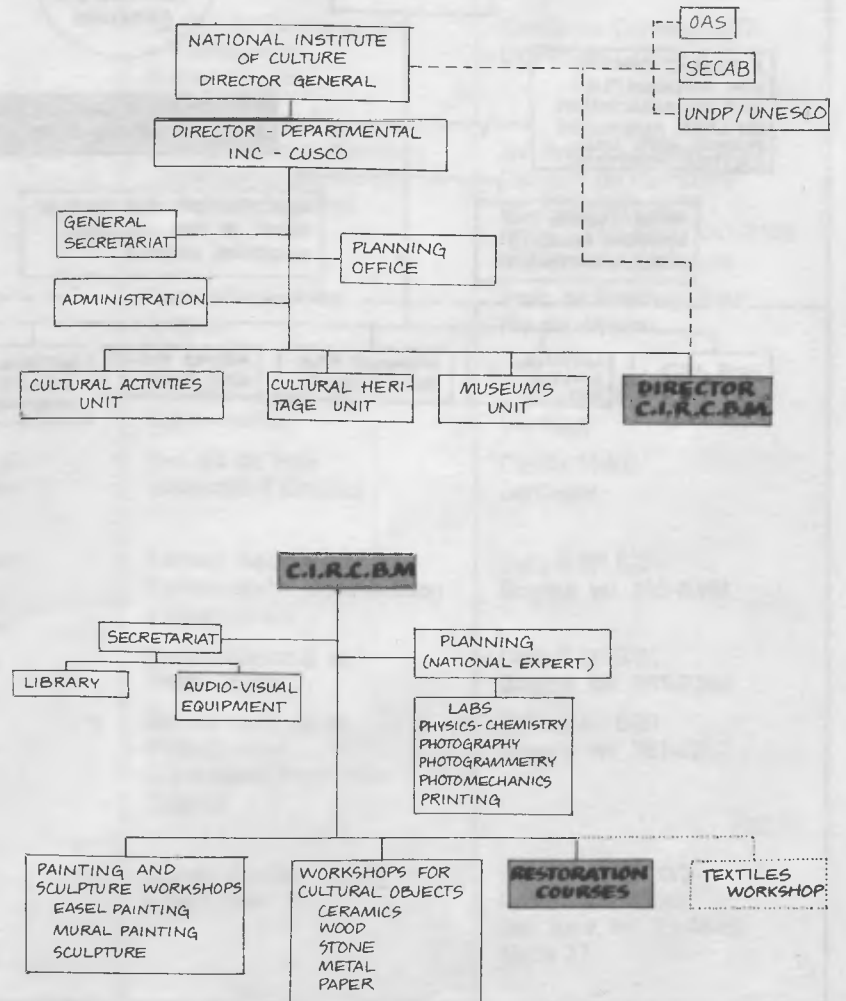 NATIONAL INSTITUTE
OF CULTURE
DIRECTOR GENERAL
OAS
SECAB
UNDP / UNESCO
DIRECTOR - DEPARTMENTAL
INC - CUSCO
GENERAL
SECRETARIAT
PLANNING
OFFICE
ADMINISTRATION
CULTURAL ACTIVITIES
UNIT
CULTURAL HERI-
TAGE UNIT
MUSEUMS
UNIT
DIRECTOR
C.I.R.C.B.M.
C.I.R.C.B.M
SECRETARIAT
LIBRARY
AUDIO-VISUAL
EQUIPMENT
PLANNING
(NATIONAL EXPERT)
LABS
PHYSICS-CHEMISTRY
PHOTOGRAPHY
PHOTOGRAMMETRY
PHOTOMECHANICS
PRINTING
PAINTING AND
SCULPTURE WORKSHOPS
EASEL PAINTING
MURAL PAINTING
SCULPTURE
WORKSHOPS FOR
CULTURAL OBJECTS
CERAMICS
WOOD
STONE
METAL
PAPER
RESTORATION
COURSES
TEXTILES
WORKSHOP